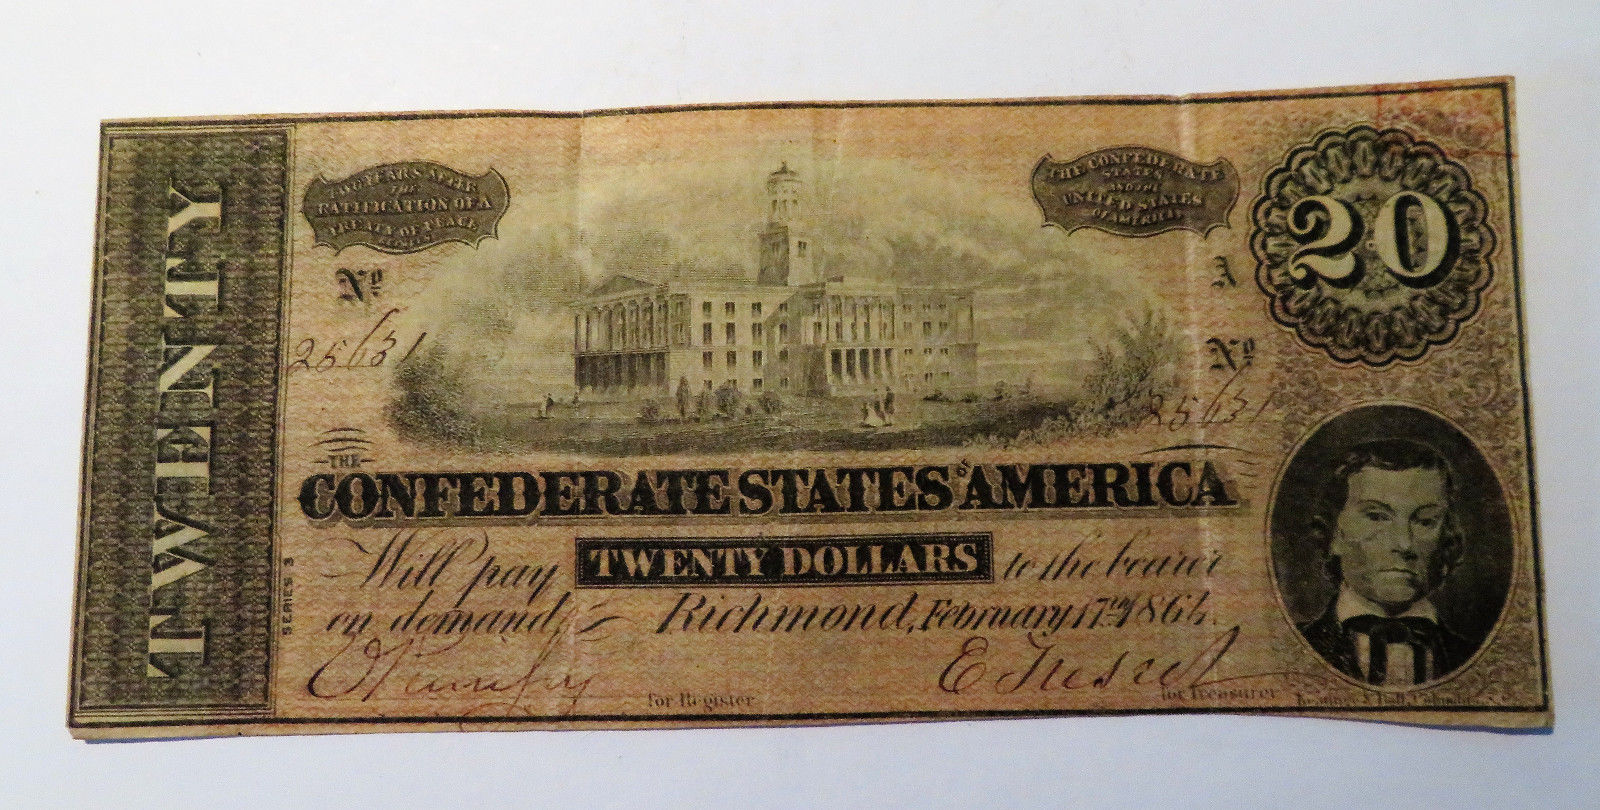 TWENTY
TWO YEARS AFTER
THE
RATIFICATION OF A
TREATY OF PEACE
BETWEEN
THE CONFEDERATE
STATES
AND THE
UNITED STATES
OF AMERICA
20
Nº
25631
A
Nº
25631
THE
CONFEDERATE STATES OF AMERICA
Will pay TWENTY DOLLARS to the bearer
on demand Richmond, February 17th 1864.
SERIES 3
for Register
for Treasurer